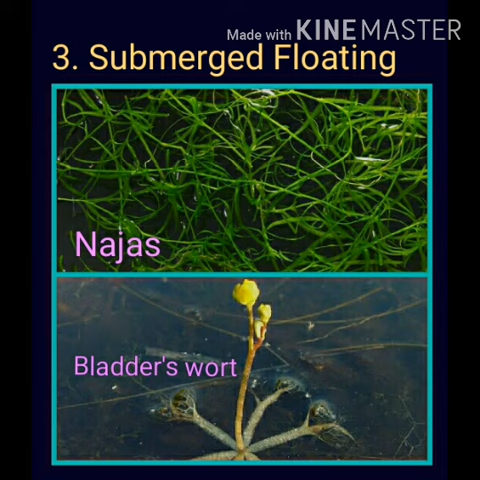 Made with KINEMASTER
3. Submerged Floating
Najas
Bladder's wort